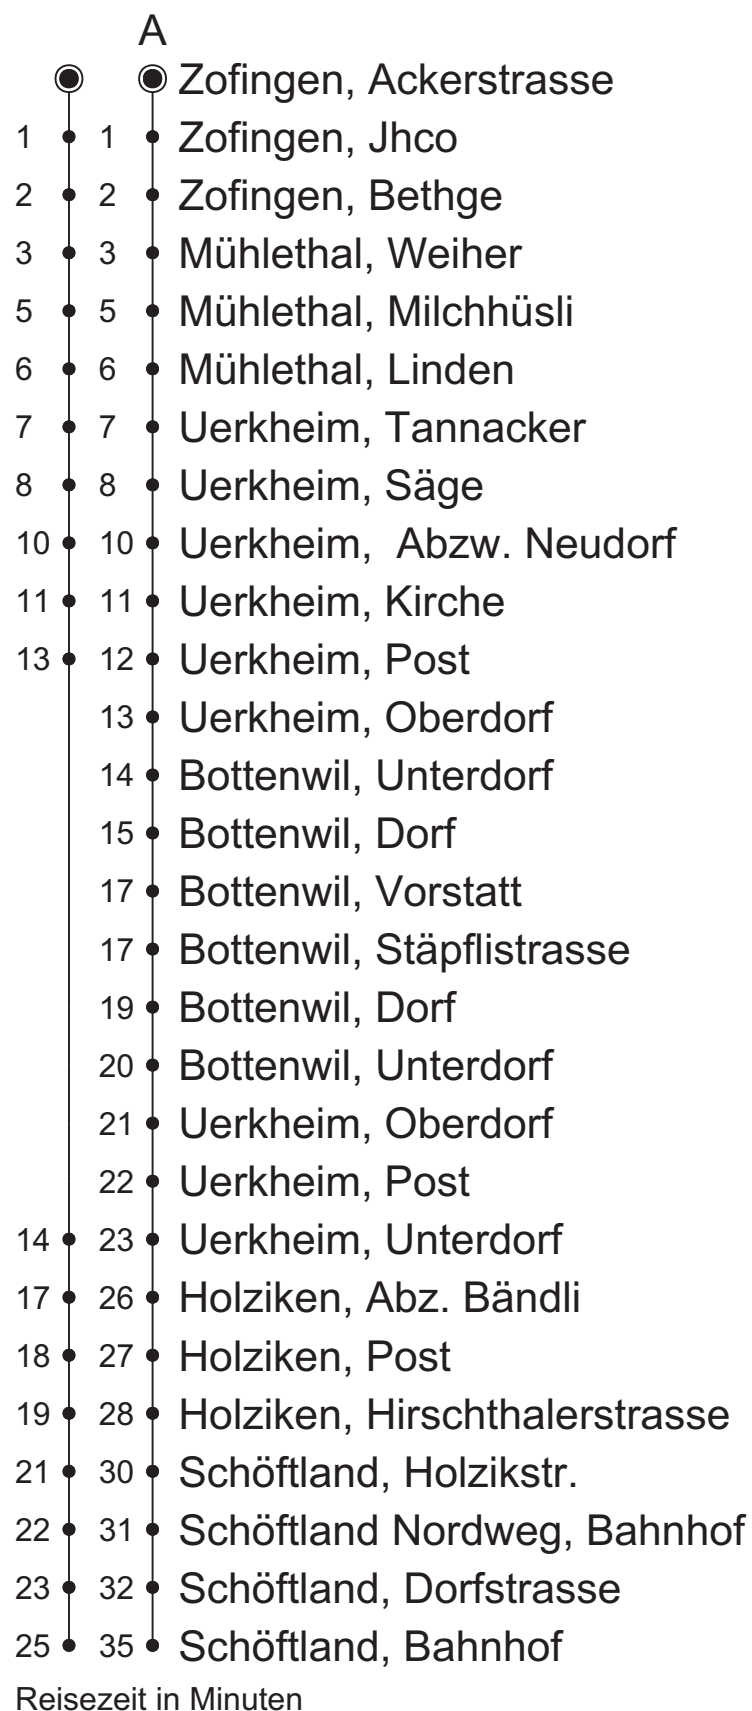 A
Zofingen, Ackerstrasse
1 1 Zofingen, Jhco
2 2 Zofingen, Bethge
3 3 Mühlethal, Weiher
5 5 Mühlethal, Milchhüsli
6 6 Mühlethal, Linden
7 7 Uerkheim, Tannacker
8 8 Uerkheim, Säge
10 10 Uerkheim, Abzw. Neudorf
11 11 Uerkheim, Kirche
13 12 Uerkheim, Post
13 Uerkheim, Oberdorf
14 Bottenwil, Unterdorf
15 Bottenwil, Dorf
17 Bottenwil, Vorstatt
17 Bottenwil, Stäpflistrasse
19 Bottenwil, Dorf
20 Bottenwil, Unterdorf
21 Uerkheim, Oberdorf
22 Uerkheim, Post
14 23 Uerkheim, Unterdorf
17 26 Holziken, Abz. Bändli
18 27 Holziken, Post
19 28 Holziken, Hirschthalerstrasse
21 30 Schöftland, Holzikstr.
22 31 Schöftland Nordweg, Bahnhof
23 32 Schöftland, Dorfstrasse
25 35 Schöftland, Bahnhof
Reisezeit in Minuten